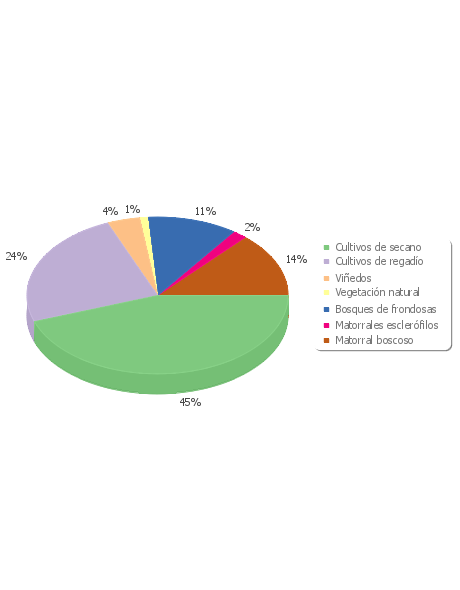 11%
4%
1%
2%
24%
14%
45%
Cultivos de secano
Cultivos de regadío
Viñedos
Vegetación natural
Bosques de frondosas
Matorrales esclerófilos
Matorral boscoso